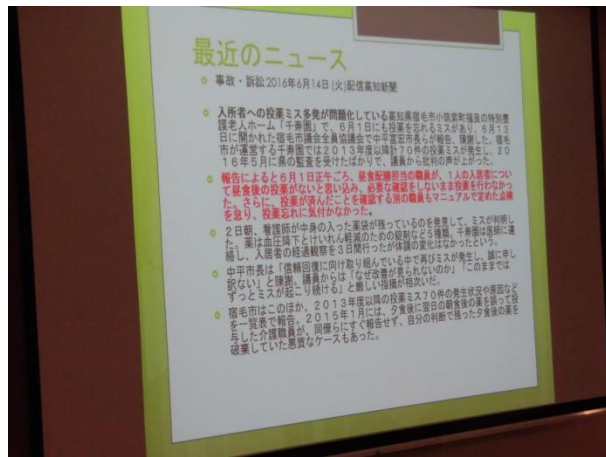 最近のニュース
事故・訴訟 2016年6月14日 (火)配信高知新聞
入所者への投薬ミス多発が問題化している高知県宿毛市小筑紫町福良の特別養
護老人ホーム「千寿園」で、6月1日にも投薬を忘れるミスがあり、6月13
日に開かれた宿毛市議会全員協議会で中平富宏市長らが報告、陳謝した。宿毛
市が運営する千寿園では2013年度以降計70件の投薬ミスが発生し、20
16年5月に県の監査を受けたばかりで、議員から批判の声が上がった。
報告によると6月1日正午ごろ、昼食配膳担当の職員が、1人の入居者につい
て昼食後の投薬がないと思い込み、必要な確認をしないまま投薬を行わなかっ
た。さらに、投薬が済んだことを確認する別の職員もマニュアルで定めた点検
を怠り、投薬忘れに気付かなかった。
2日朝、看護師が中身の入った薬袋が残っているのを発見して、ミスが判明し
た。薬は血圧降下とけいれん軽減のための錠剤など5種類。千寿園は医師に連
絡し、入居者の経過観察を3日間行ったが体調の変化はなかったという。
中平市長は「信頼回復に向け取り組んでいる中で再びミスが発生し、誠に申し
訳ない」と陳謝。議員からは「なぜ改善が見られないのか」「このままでは
ずっとミスが起こり続ける」と厳しい指摘が相次いだ。
宿毛市はこのほか、2013年度以降の投薬ミス70件の発生状況や原因など
を一覧表で報告。2015年1月には、夕食後に翌日の朝食後の薬を誤って投
与した介護職員が、同僚らにすぐ報告せず、自分の判断で残った夕食後の薬を
破棄していた悪質なケースもあった。